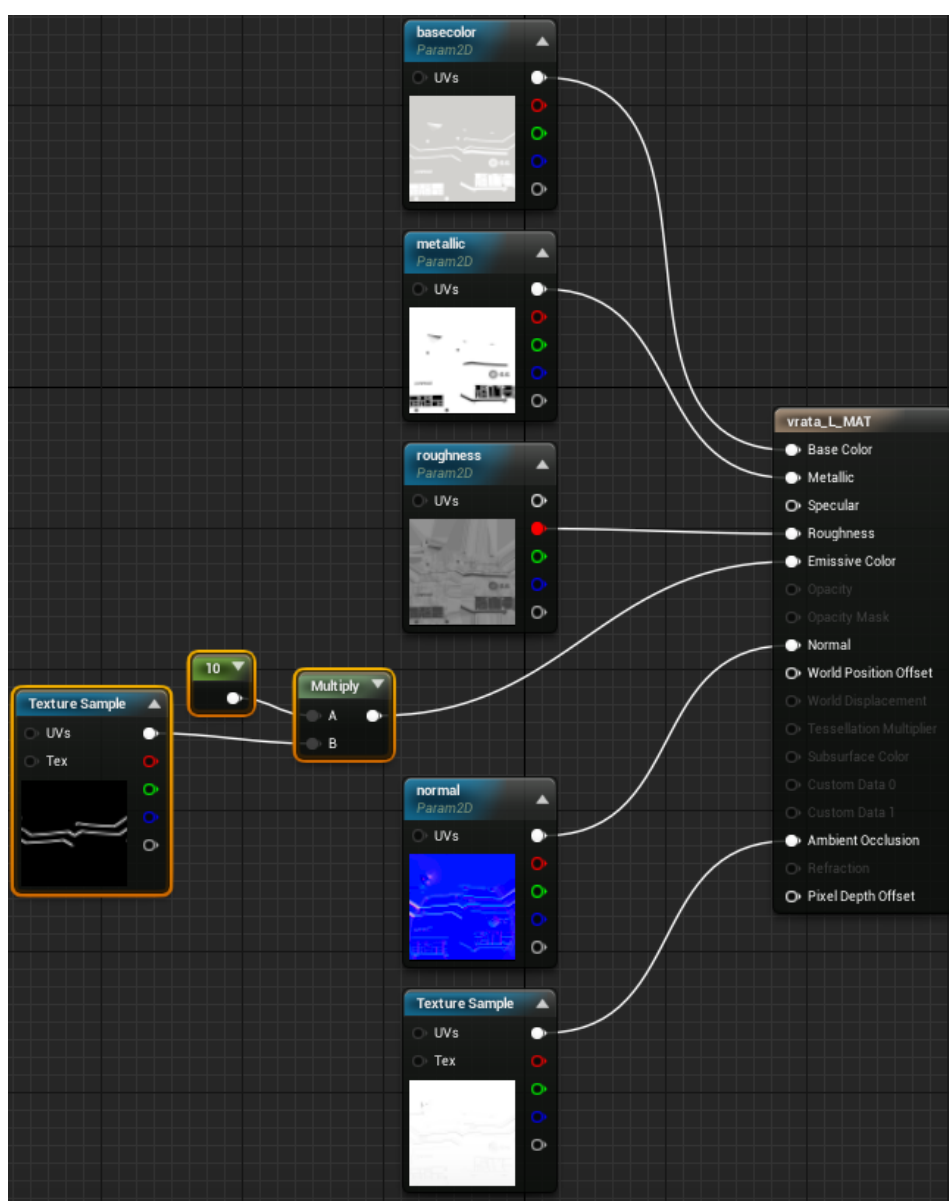 basecolor
Param2D
UVs
metallic
Param2D
UVs
roughness
Param2D
UVs
10
Multiply
A
B
Texture Sample
UVs
Tex
normal
Param2D
UVs
Texture Sample
UVs
Tex
vrata_L_MAT
Base Color
Metallic
Specular
Roughness
Emissive Color
Opacity
Opacity Mask
Normal
World Position Offset
World Displacement
Tessellation Multiplier
Subsurface Color
Custom Data 0
Custom Data 1
Ambient Occlusion
Refraction
Pixel Depth Offset